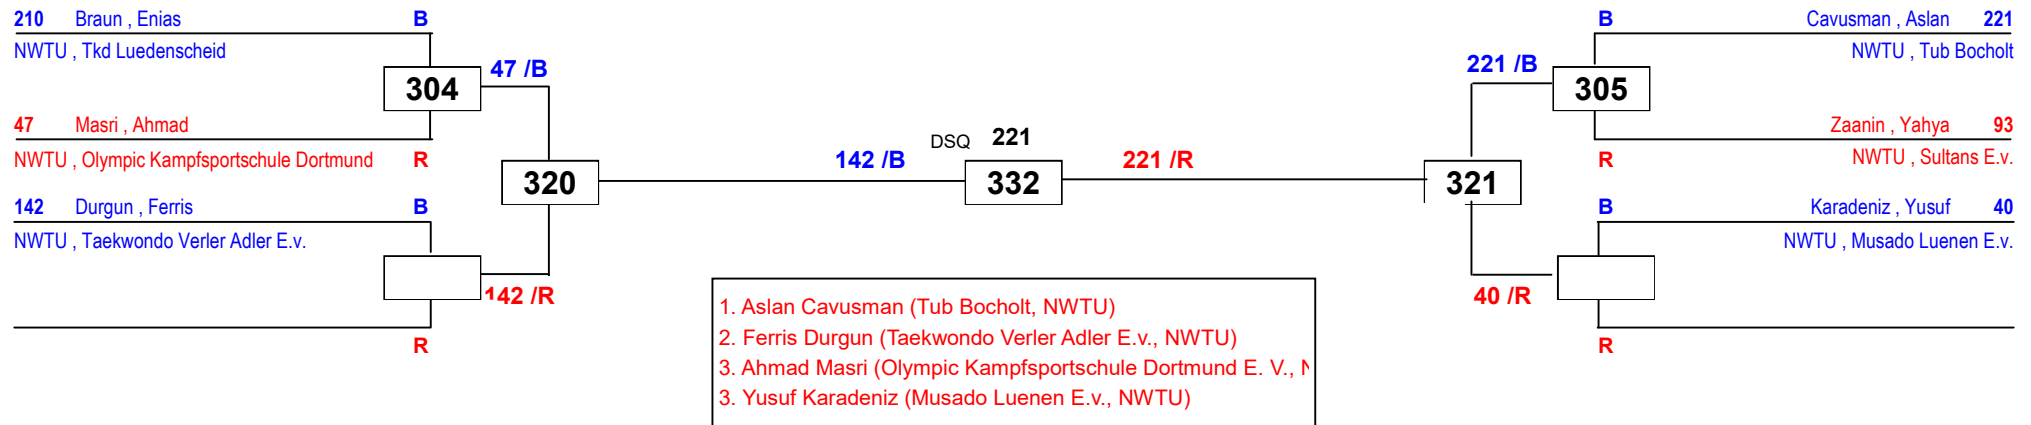 210 Braun , Enias B
NWTU , Tkd Luedenscheid
304
47 /B
47 Masri , Ahmad
NWTU , Olympic Kampfsportschule Dortmund R
320
142 Durgun , Ferris B
NWTU , Taekwondo Verler Adler E.v.
142 /R
R
142 /B
DSQ 221
332
221 /R
1. Aslan Cavusman (Tub Bocholt, NWTU)
2. Ferris Durgun (Taekwondo Verler Adler E.v., NWTU)
3. Ahmad Masri (Olympic Kampfsportschule Dortmund E. V., N
3. Yusuf Karadeniz (Musado Luenen E.v., NWTU)
B Cavusman , Aslan 221
NWTU , Tub Bocholt
221 /B
305
Zaanin , Yahya 93
R NWTU , Sultans E.v.
321
B Karadeniz , Yusuf 40
NWTU , Musado Luenen E.v.
40 /R
R